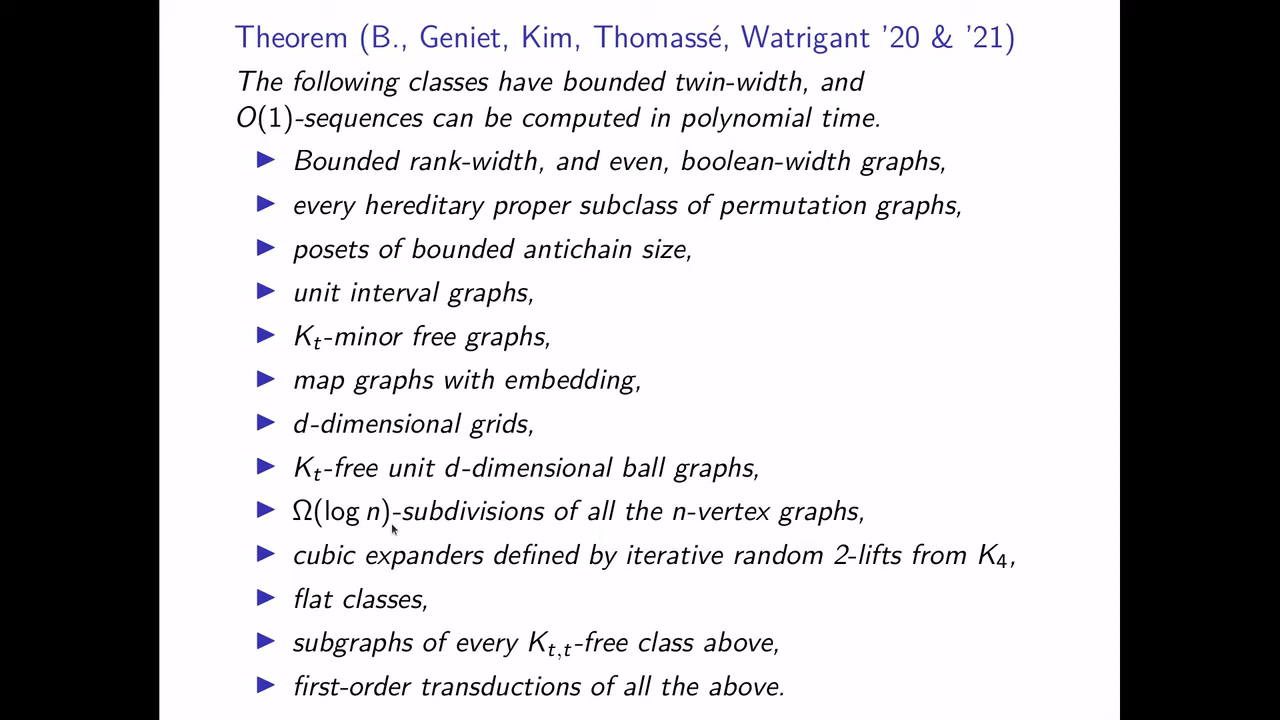 Theorem (B., Geniet, Kim, Thomassé, Watrigant '20 & '21)
The following classes have bounded twin-width, and
O(1)-sequences can be computed in polynomial time.
▶ Bounded rank-width, and even, boolean-width graphs,
▶ every hereditary proper subclass of permutation graphs,
▶ posets of bounded antichain size,
▶ unit interval graphs,
▶ Kₜ-minor free graphs,
▶ map graphs with embedding,
▶ d-dimensional grids,
▶ Kₜ-free unit d-dimensional ball graphs,
▶ Ω(log n)-subdivisions of all the n-vertex graphs,
▶ cubic expanders defined by iterative random 2-lifts from K₄,
▶ flat classes,
▶ subgraphs of every Kₜ,ₜ-free class above,
▶ first-order transductions of all the above.